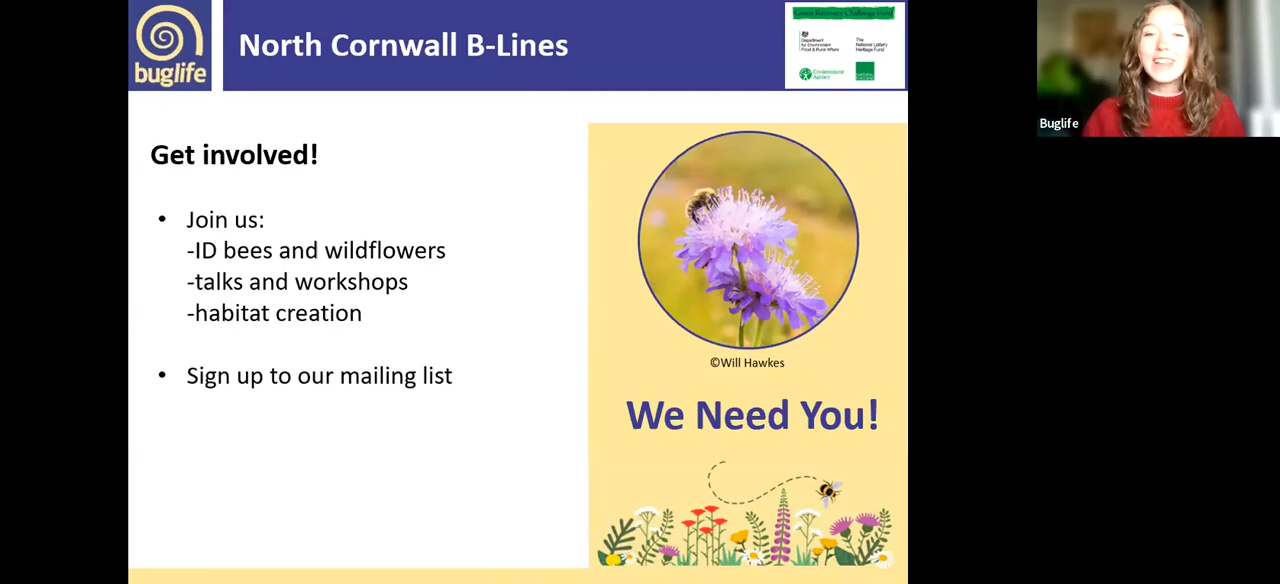 buglife
North Cornwall B-Lines
Green Recovery Challenge Fund
Department
for Environment
Food & Rural Affairs
The
National Lottery
Heritage Fund
Environment
Agency
Buglife
Get involved!
• Join us:
-ID bees and wildflowers
-talks and workshops
-habitat creation
• Sign up to our mailing list
©Will Hawkes
We Need You!